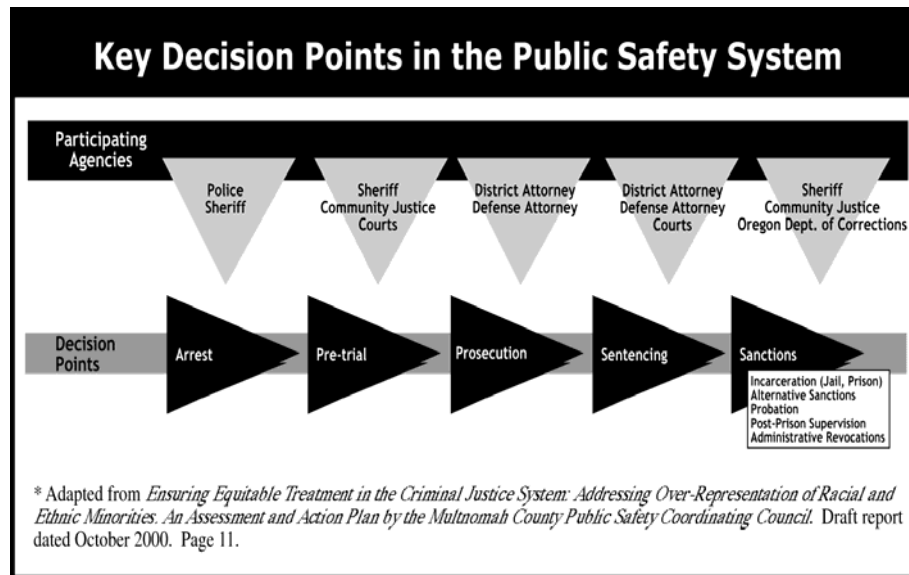 Key Decision Points in the Public Safety System
Participating
Agencies
Police
Sheriff
Sheriff
Community Justice
Courts
District Attorney
Defense Attorney
District Attorney
Defense Attorney
Courts
Sheriff
Community Justice
Oregon Dept. of Corrections
Decision
Points
Arrest
Pre-trial
Prosecution
Sentencing
Sanctions
Incarceration (Jail, Prison)
Alternative Sanctions
Probation
Post-Prison Supervision
Administrative Revocations
* Adapted from Ensuring Equitable Treatment in the Criminal Justice System: Addressing Over-Representation of Racial and
Ethnic Minorities. An Assessment and Action Plan by the Multnomah County Public Safety Coordinating Council. Draft report
dated October 2000. Page 11.